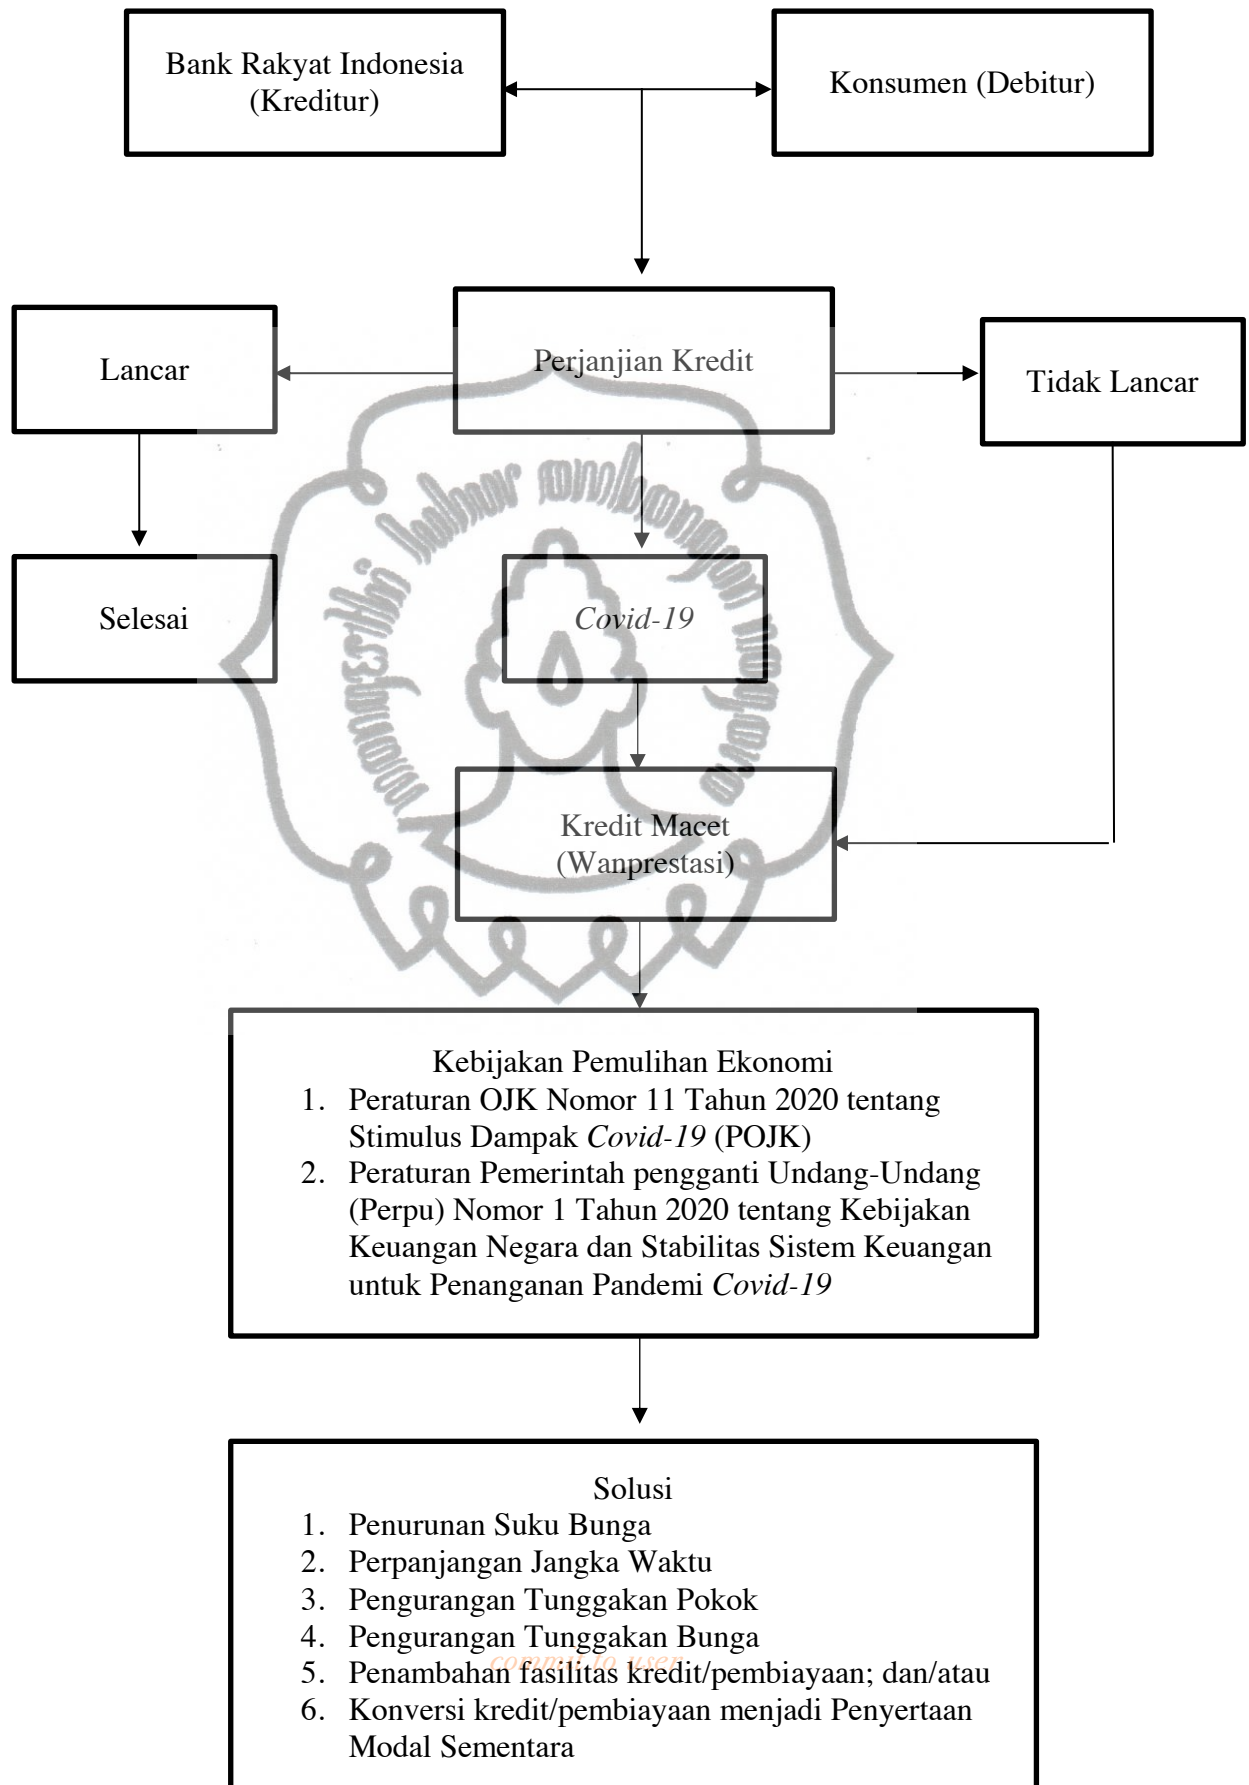 Bank Rakyat Indonesia
(Kreditur)
Konsumen (Debitur)
Perjanjian Kredit
Lancar
Tidak Lancar
Selesai
Covid-19
Kredit Macet
(Wanprestasi)
Kebijakan Pemulihan Ekonomi
1. Peraturan OJK Nomor 11 Tahun 2020 tentang
Stimulus Dampak Covid-19 (POJK)
2. Peraturan Pemerintah pengganti Undang-Undang
(Perpu) Nomor 1 Tahun 2020 tentang Kebijakan
Keuangan Negara dan Stabilitas Sistem Keuangan
untuk Penanganan Pandemi Covid-19
Solusi
1. Penurunan Suku Bunga
2. Perpanjangan Jangka Waktu
3. Pengurangan Tunggakan Pokok
4. Pengurangan Tunggakan Bunga
commit to user
5. Penambahan fasilitas kredit/pembiayaan; dan/atau
6. Konversi kredit/pembiayaan menjadi Penyertaan
Modal Sementara